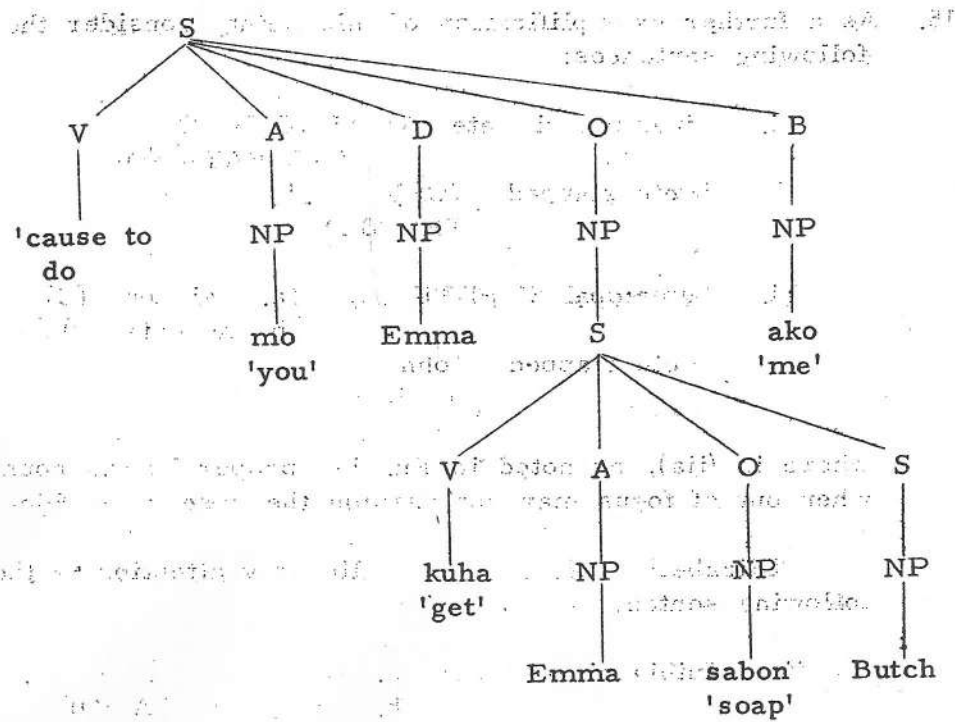 S
V A D O B
'cause to NP NP NP NP
do
mo Emma S ako
'you' 'me'
V A O S
kuha NP NP NP
'get'
Emma sabon Butch
'soap'